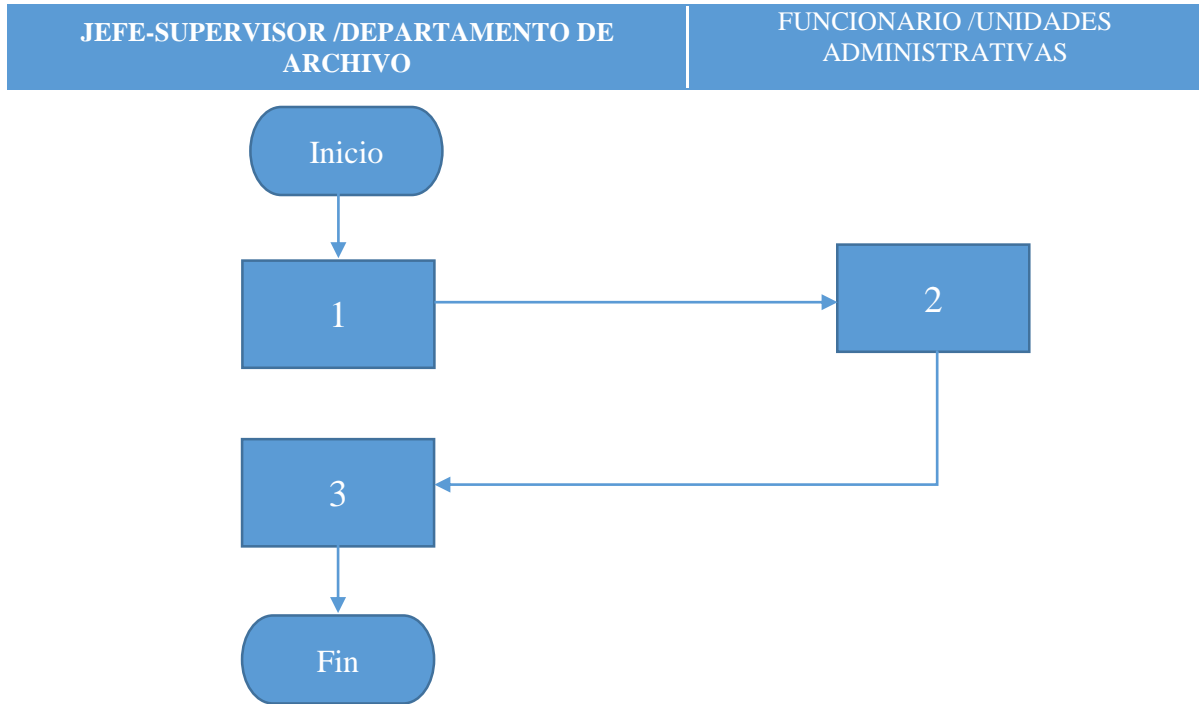 JEFE-SUPERVISOR /DEPARTAMENTO DE
ARCHIVO
FUNCIONARIO /UNIDADES
ADMINISTRATIVAS
Inicio
1
2
3
Fin